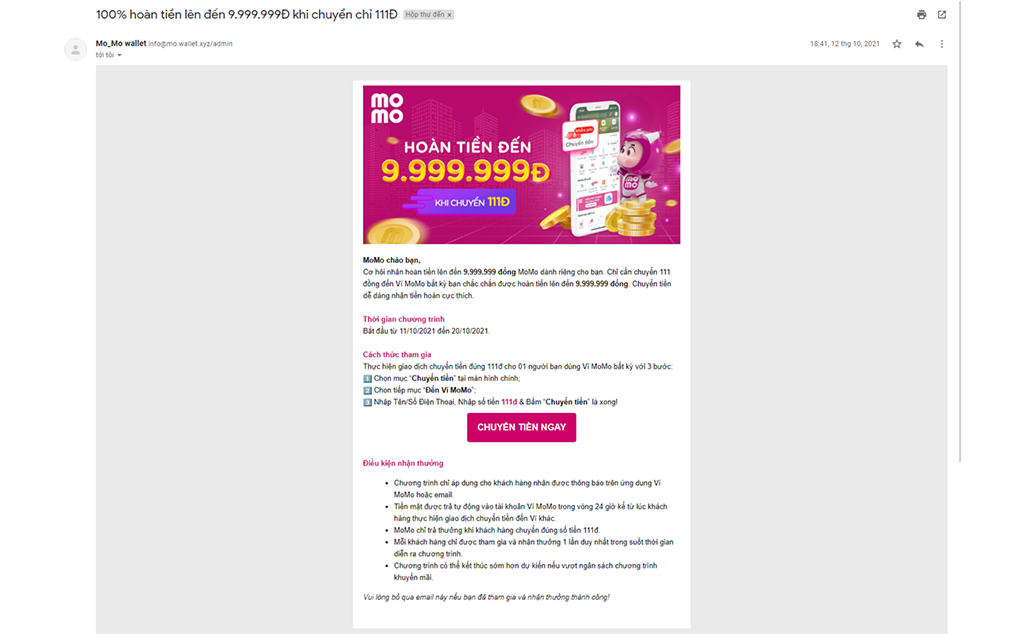 100% hoàn tiền lên đến 9.999.999Đ khi chuyển chỉ 111Đ Hộp thư đến x
Mo_Mo wallet info@mo.wallet.xyz/admin
18:41, 12 thg 10, 2021
tới tôi
MOMO
HOÀN TIỀN ĐẾN
9.999.999Đ
KHI CHUYỂN 111Đ
Chuyển tiền
MOMO
MoMo chào bạn,
Cơ hội nhận hoàn tiền lên đến 9.999.999 đồng MoMo dành riêng cho bạn. Chỉ cần chuyển 111
đồng đến Ví MoMo bất kỳ bạn chắc chắn được hoàn tiền lên đến 9.999.999 đồng. Chuyển tiền
dễ dàng nhận tiền hoàn cực thích.
Thời gian chương trình
Bắt đầu từ 11/10/2021 đến 20/10/2021.
Cách thức tham gia
Thực hiện giao dịch chuyển tiền đúng 111đ cho 01 người bạn dùng Ví MoMo bất kỳ với 3 bước:
1 Chọn mục "Chuyển tiền" tại màn hình chính;
2 Chọn tiếp mục "Đến Ví MoMo";
3 Nhập Tên/Số Điện Thoại, Nhập số tiền 111đ & Bấm "Chuyển tiền" là xong!
CHUYỂN TIỀN NGAY
Điều kiện nhận thưởng
• Chương trình chỉ áp dụng cho khách hàng nhận được thông báo trên ứng dụng Ví
MoMo hoặc email.
• Tiền mặt được trả tự động vào tài khoản Ví MoMo trong vòng 24 giờ kể từ lúc khách
hàng thực hiện giao dịch chuyển tiền đến Ví khác.
• MoMo chỉ trả thưởng khi khách hàng chuyển đúng số tiền 111đ.
• Mỗi khách hàng chỉ được tham gia và nhận thưởng 1 lần duy nhất trong suốt thời gian
diễn ra chương trình.
• Chương trình có thể kết thúc sớm hơn dự kiến nếu vượt ngân sách chương trình
khuyến mãi.
Vui lòng bỏ qua email này nếu bạn đã tham gia và nhận thưởng thành công!